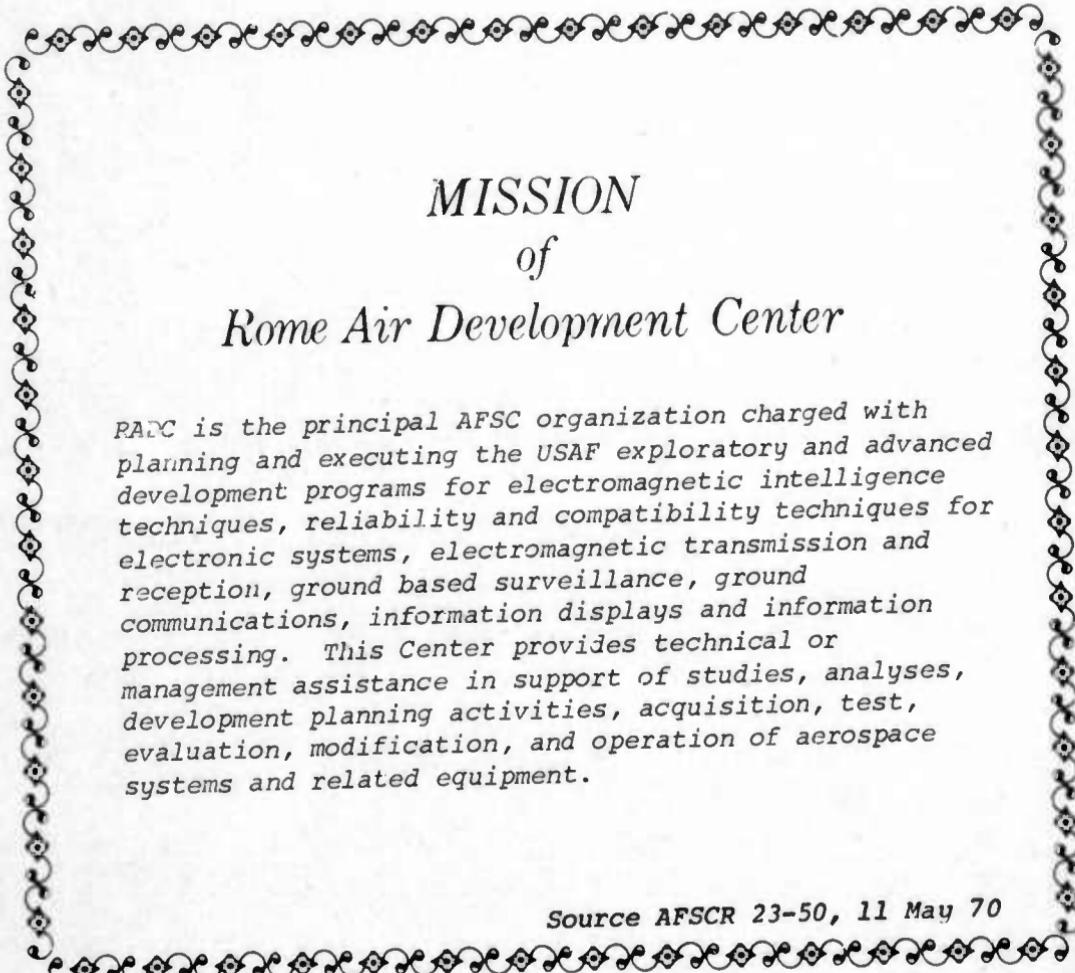 MISSION
of
Rome Air Development Center
RADC is the principal AFSC organization charged with
planning and executing the USAF exploratory and advanced
development programs for electromagnetic intelligence
techniques, reliability and compatibility techniques for
electronic systems, electromagnetic transmission and
reception, ground based surveillance, ground
communications, information displays and information
processing. This Center provides technical or
management assistance in support of studies, analyses,
development planning activities, acquisition, test,
evaluation, modification, and operation of aerospace
systems and related equipment.
Source AFSCR 23-50, 11 May 70